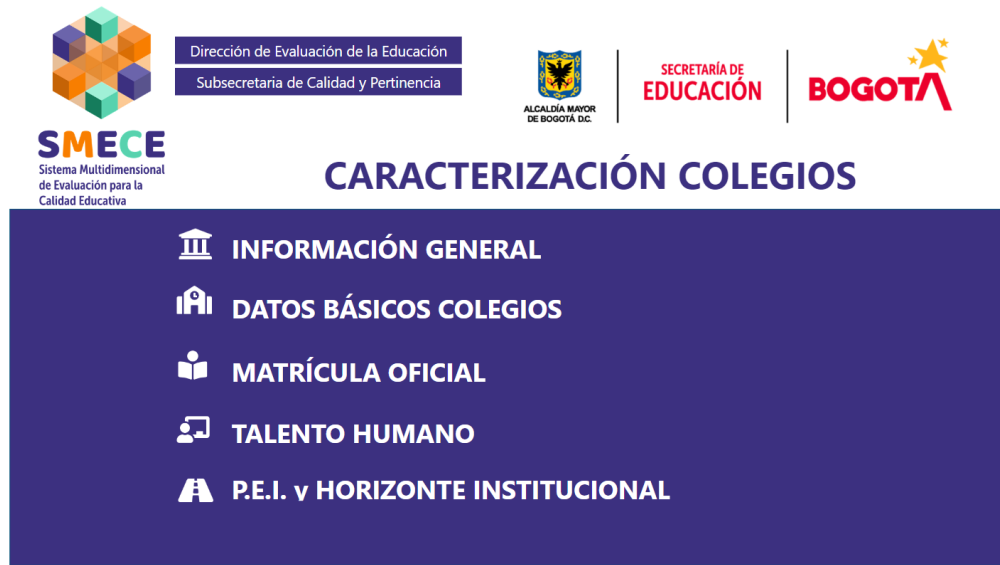 Dirección de Evaluación de la Educación
Subsecretaria de Calidad y Pertinencia
SMECE
Sistema Multidimensional
de Evaluación para la
Calidad Educativa
ALCALDÍA MAYOR
DE BOGOTÁ D.C.
SECRETARÍA DE
EDUCACIÓN
BOGOTÁ
CARACTERIZACIÓN COLEGIOS
INFORMACIÓN GENERAL
DATOS BÁSICOS COLEGIOS
MATRÍCULA OFICIAL
TALENTO HUMANO
P.E.I. y HORIZONTE INSTITUCIONAL